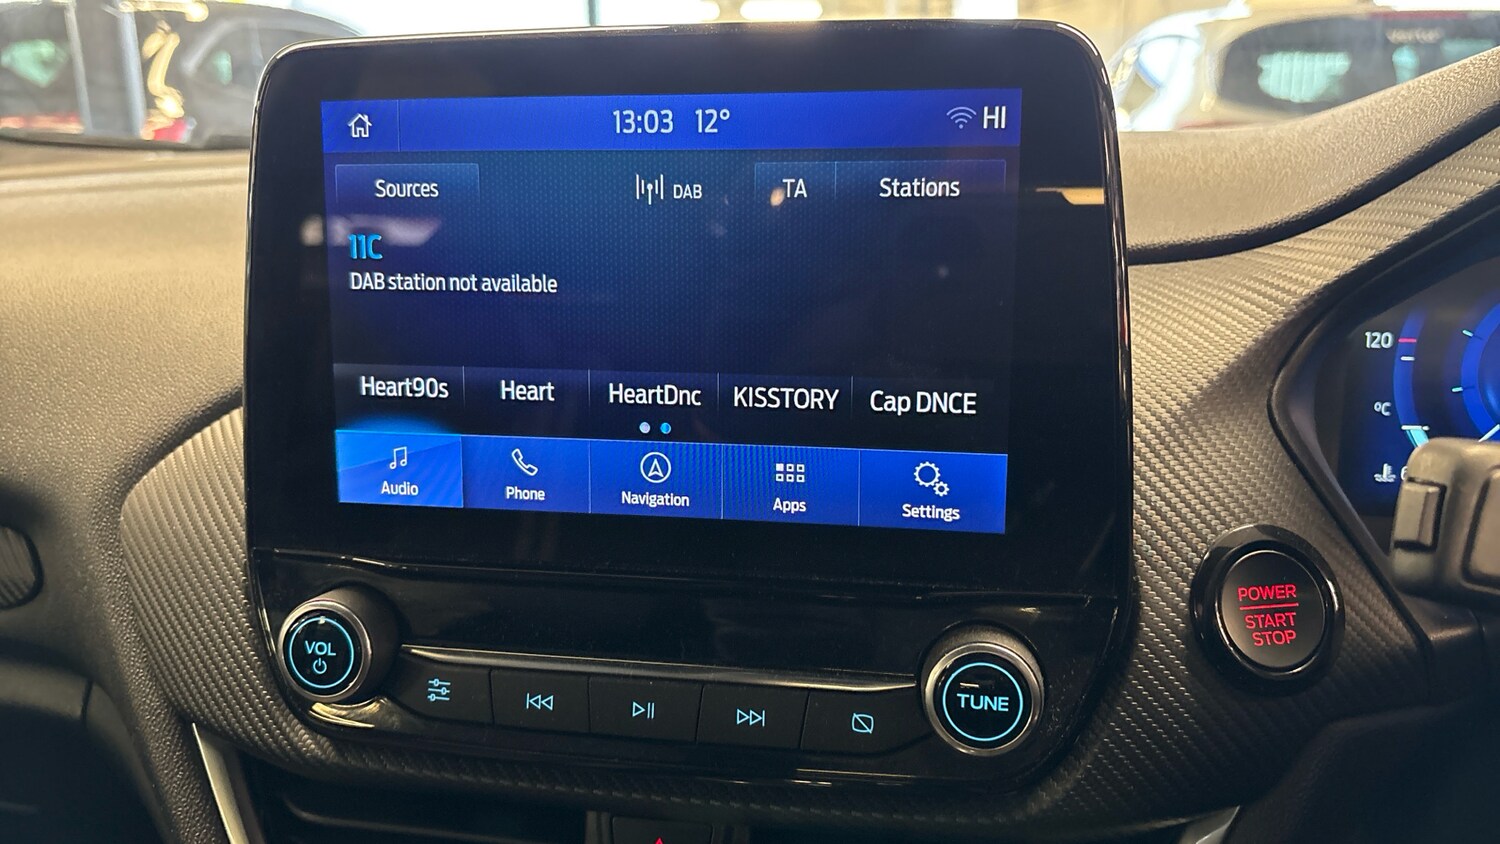 13:03 12° HI
Sources DAB TA Stations
11C
DAB station not available
Heart90s Heart HeartDnc KISSTORY Cap DNCE
Audio Phone Navigation Apps Settings
120
°C
VOL
TUNE
POWER
START
STOP